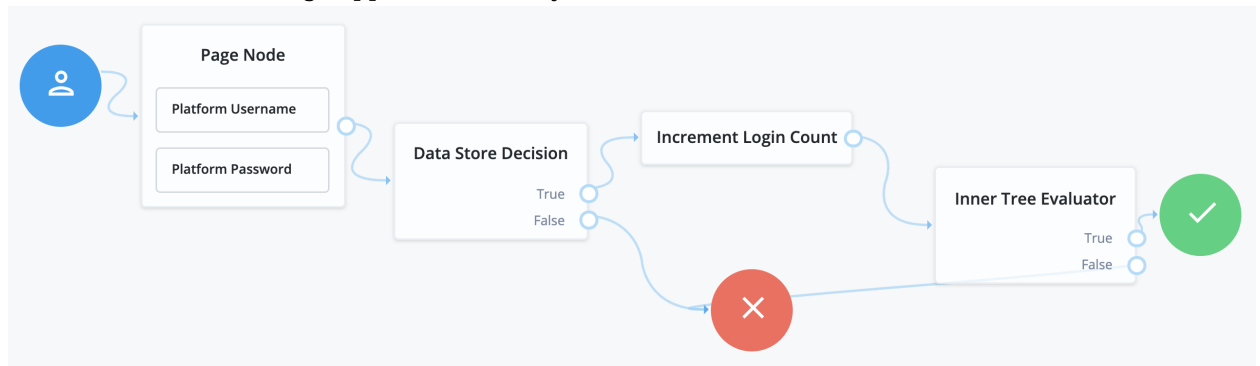 Page Node
Platform Username
Platform Password
Data Store Decision
True
False
Increment Login Count
Inner Tree Evaluator
True
False